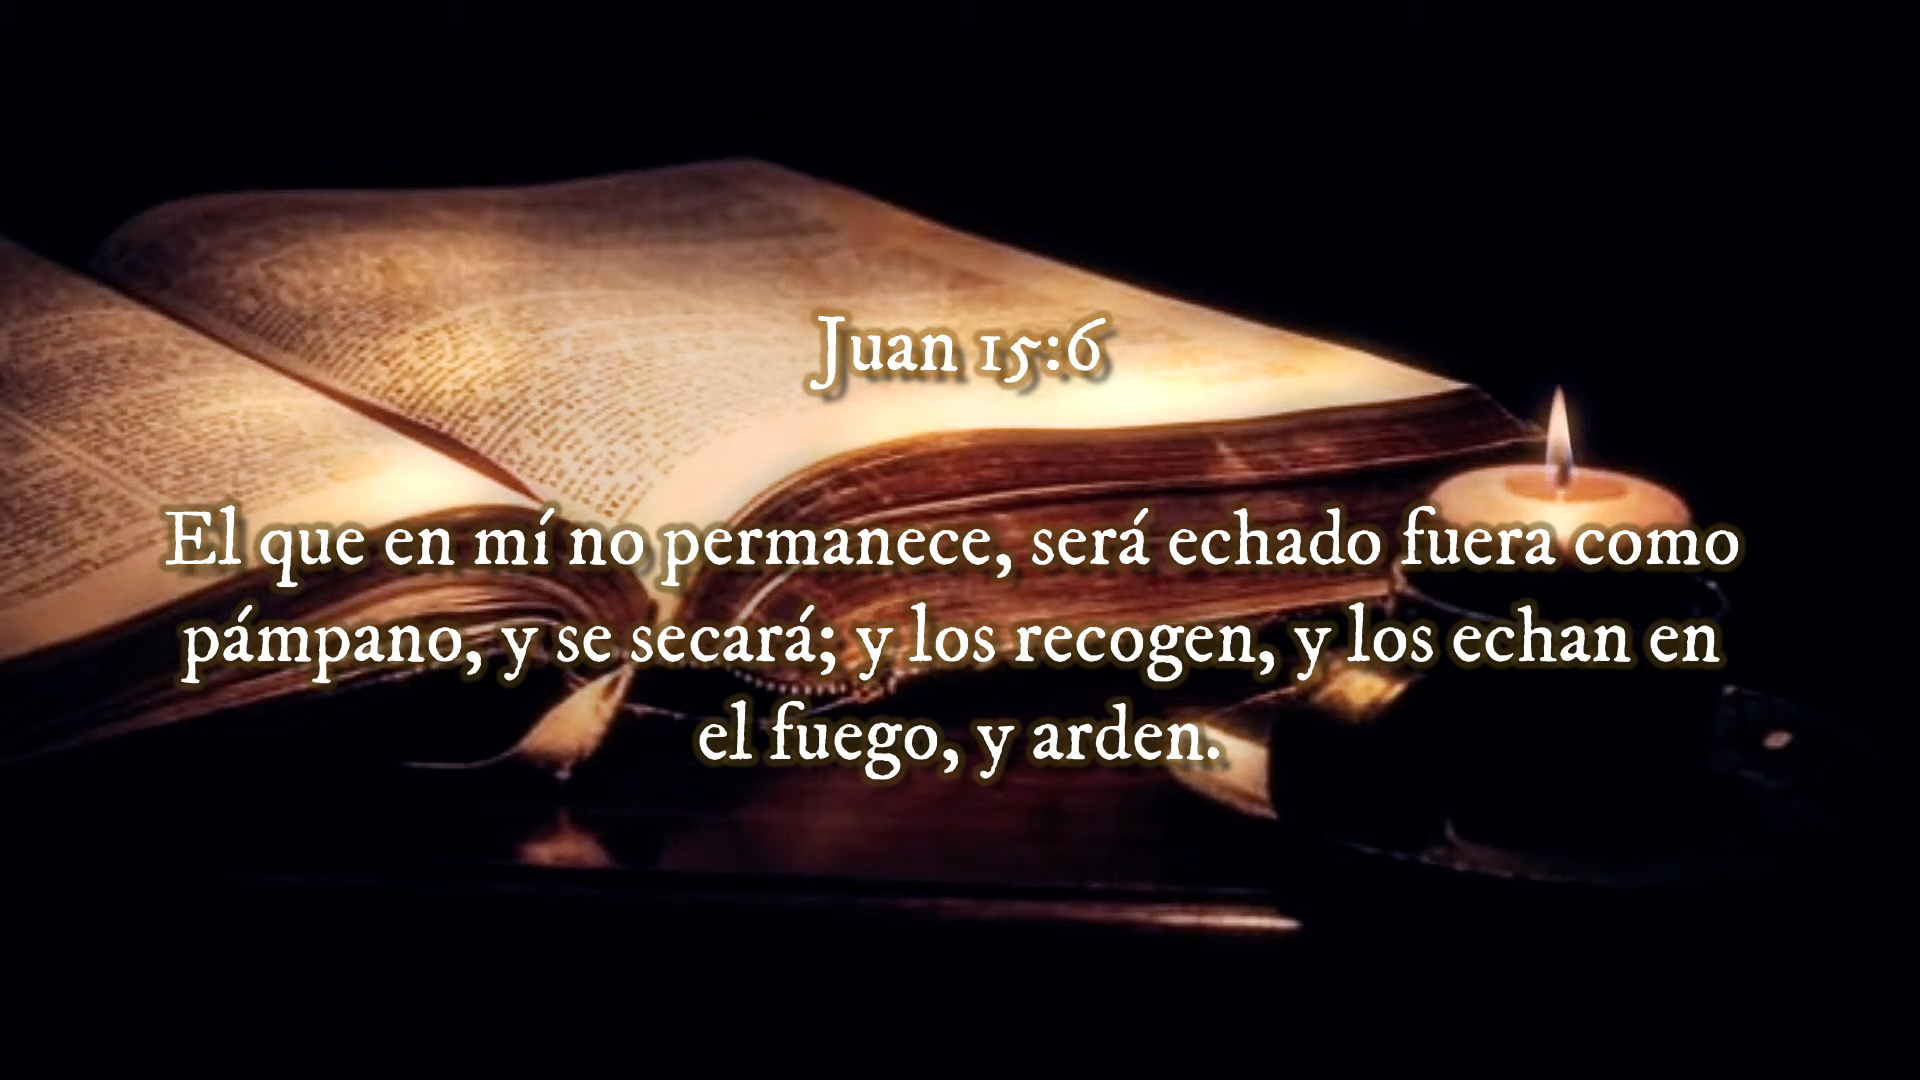 Juan 15:6
El que en mí no permanece, será echado fuera como
pámpano, y se secará; y los recogen, y los echan en
el fuego, y arden.